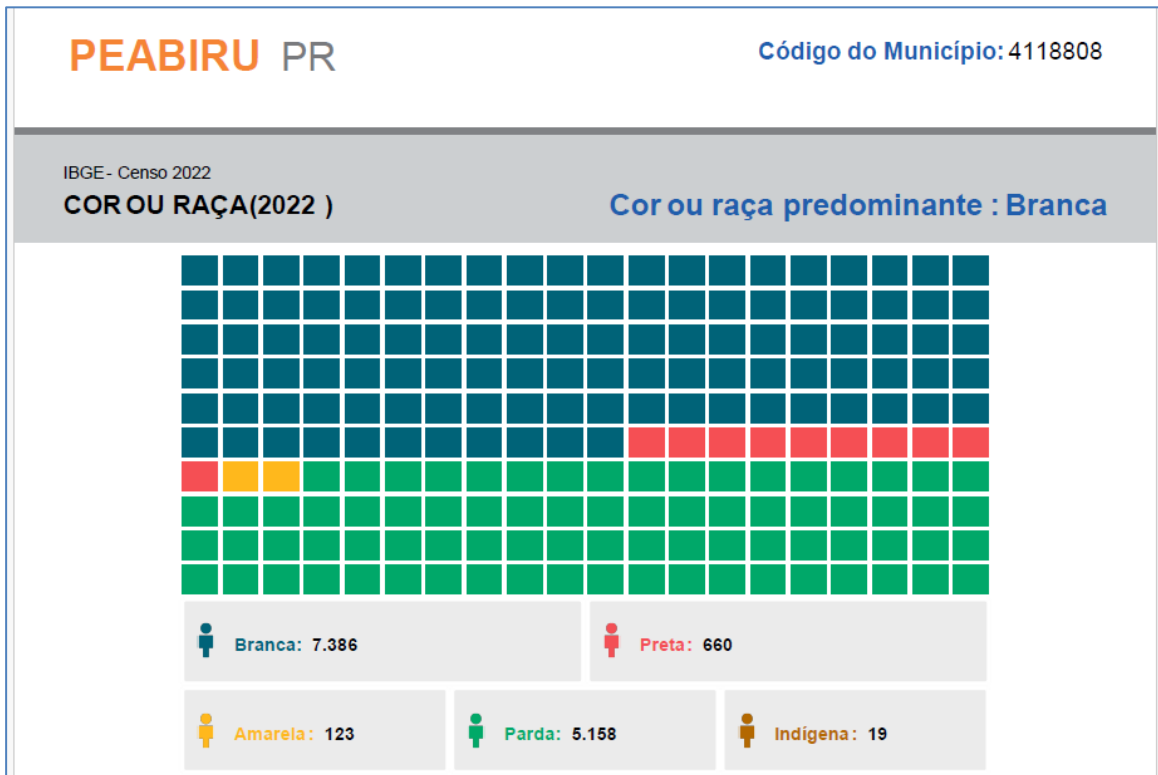 PEABIRU PR
Código do Município: 4118808
IBGE- Censo 2022
COR OU RAÇA(2022 )
Cor ou raça predominante : Branca
Branca: 7.386
Preta: 660
Amarela: 123
Parda: 5.158
Indígena: 19